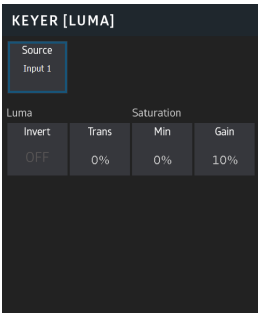 KEYER [LUMA]
Source
Input 1
Luma Saturation
Invert Trans Min Gain
OFF 0% 0% 10%